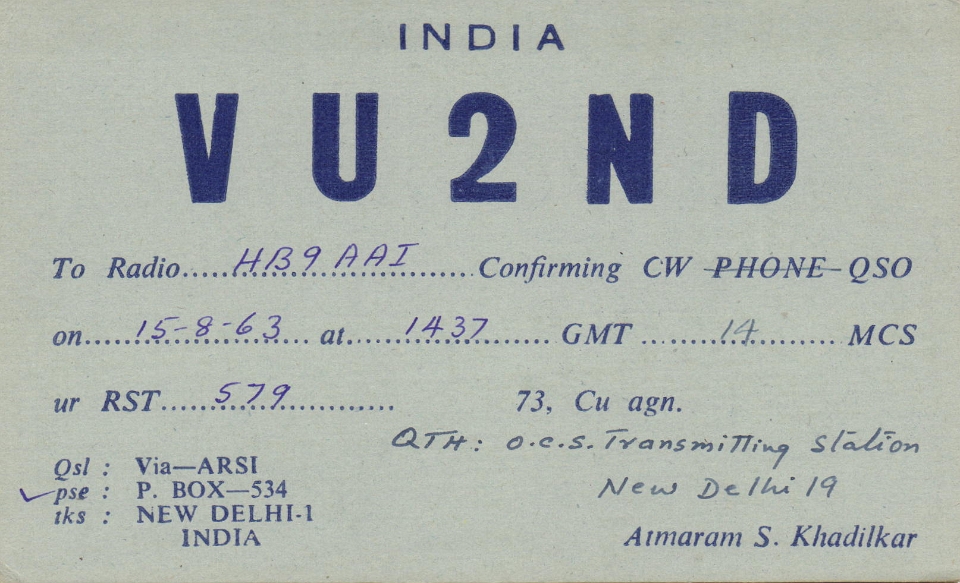 INDIA
VU2ND
To Radio.....HB9AAI.....Confirming CW PHONE QSO
on.....15-8-63.....at.....1437.....GMT.....14.....MCS
ur RST.....579.....73, Cu agn.
QTH: O.C.S. Transmitting Station
New Delhi 19
Qsl : Via—ARSI
✓pse : P. BOX—534
tks : NEW DELHI-1
INDIA
Atmaram S. Khadilkar